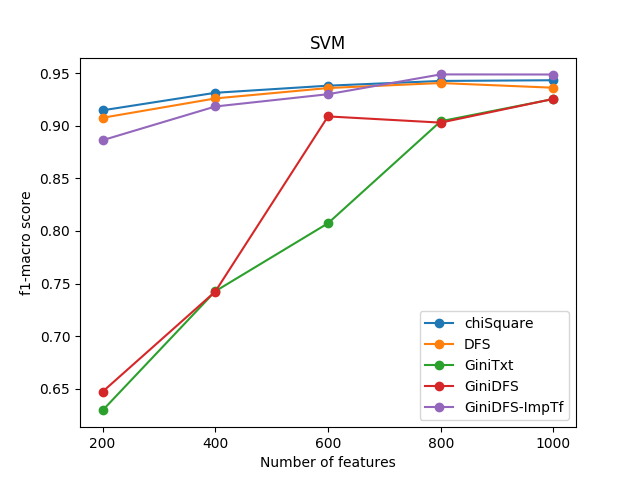 SVM
f1-macro score
0.95
0.90
0.85
0.80
0.75
0.70
0.65
200 400 600 800 1000
Number of features
chiSquare
DFS
GiniTxt
GiniDFS
GiniDFS-ImpTf